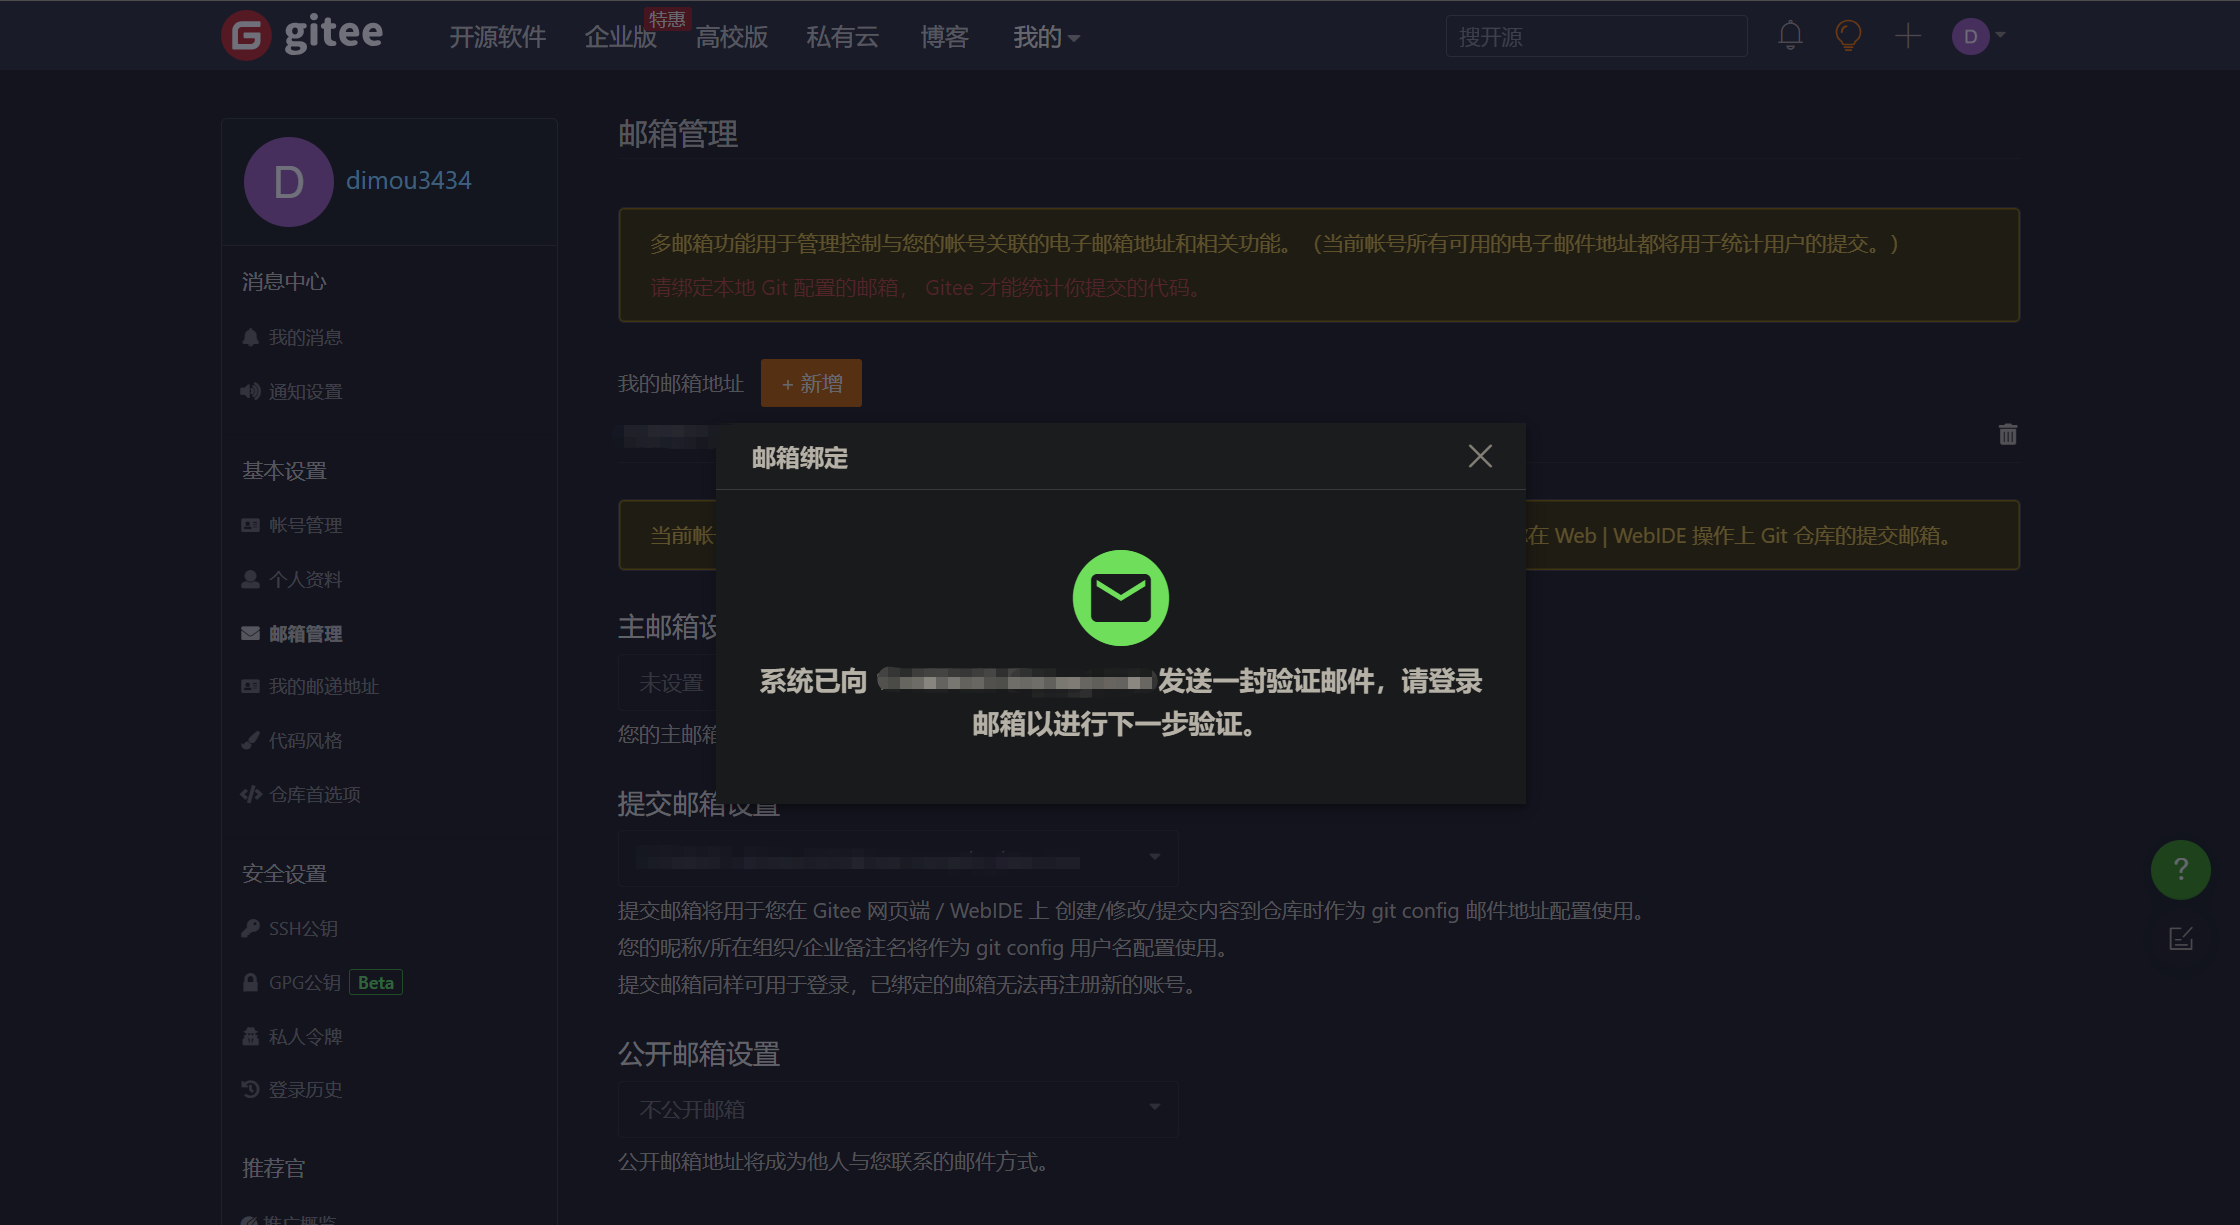 gitee
开源软件
企业版
特惠
高校版
私有云
博客
我的
搜开源
D
D
dimou3434
消息中心
我的消息
通知设置
基本设置
帐号管理
个人资料
邮箱管理
我的邮递地址
代码风格
仓库首选项
安全设置
SSH公钥
GPG公钥 Beta
私人令牌
登录历史
推荐官
推广概览
邮箱管理
多邮箱功能用于管理控制与您的帐号关联的电子邮箱地址和相关功能。（当前帐号所有可用的电子邮件地址都将用于统计用户的提交。）
请绑定本地 Git 配置的邮箱， Gitee 才能统计你提交的代码。
我的邮箱地址
+ 新增
当前帐
在 Web | WebIDE 操作上 Git 仓库的提交邮箱。
主邮箱设
未设置
您的主邮箱
邮箱绑定
系统已向 发送一封验证邮件，请登录
邮箱以进行下一步验证。
提交邮箱设置
提交邮箱将用于您在 Gitee 网页端 / WebIDE 上 创建/修改/提交内容到仓库时作为 git config 邮件地址配置使用。
您的昵称/所在组织/企业备注名将作为 git config 用户名配置使用。
提交邮箱同样可用于登录，已绑定的邮箱无法再注册新的账号。
公开邮箱设置
不公开邮箱
公开邮箱地址将成为他人与您联系的邮件方式。
?